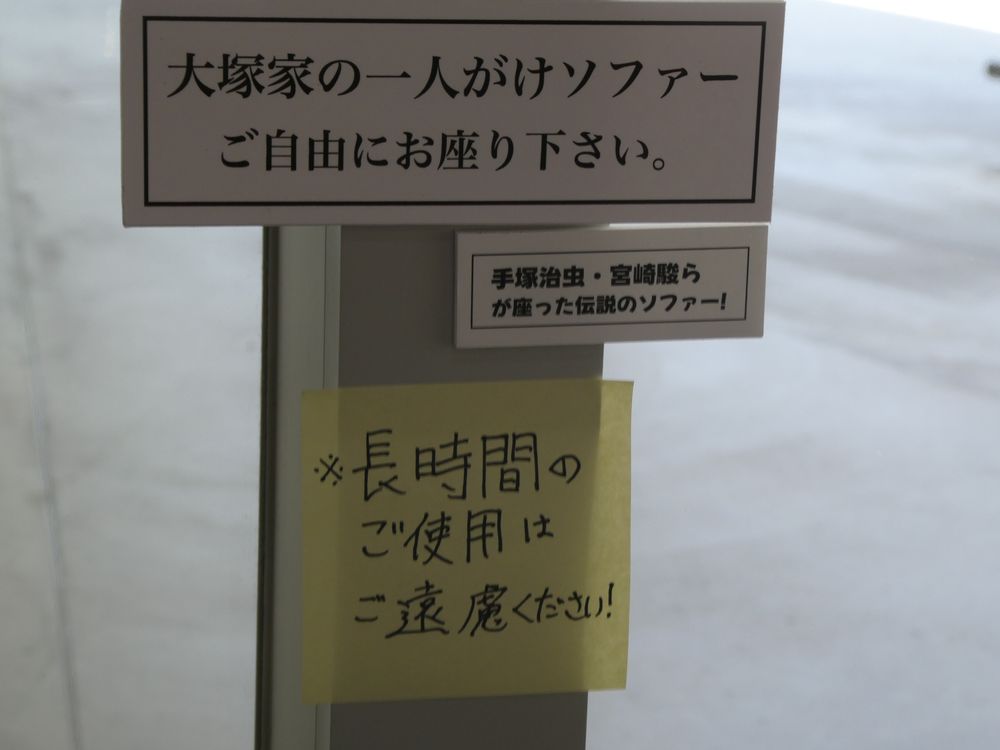 大塚家の一人がけソファー
ご自由にお座り下さい。
手塚治虫・宮崎駿ら
が座った伝説のソファー!
※長時間の
ご使用は
ご遠慮ください!